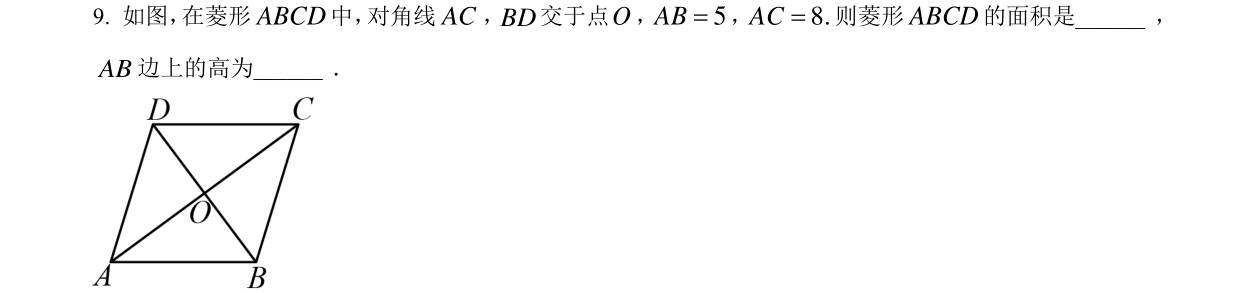 9. 如图,在菱形ABCD中,对角线AC,BD交于点O,AB=5,AC=8.则菱形ABCD的面积是______,
AB边上的高为______.
D C
O
A B